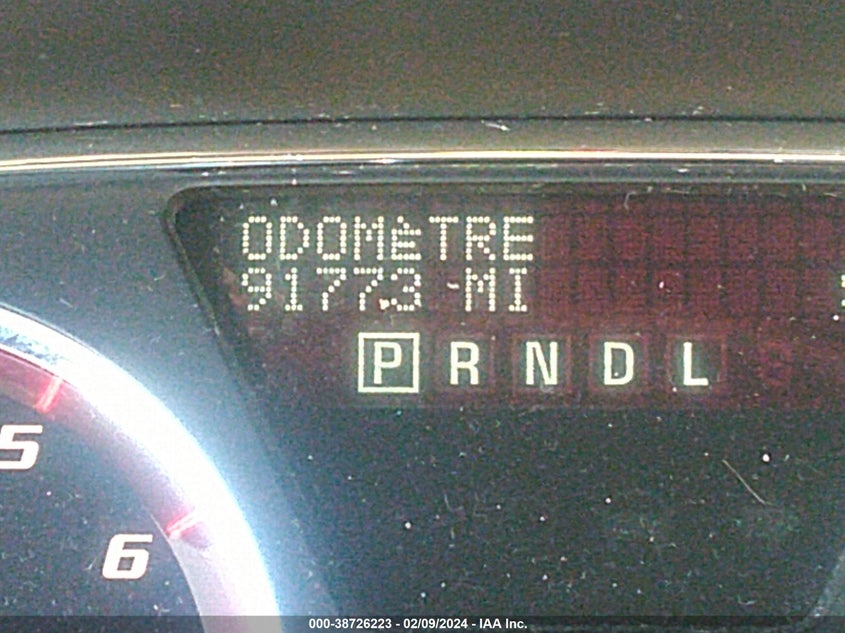 ODOMèTRE
91773 MI
P R N D L
5
6
000-38726223 - 02/09/2024 - IAA Inc.